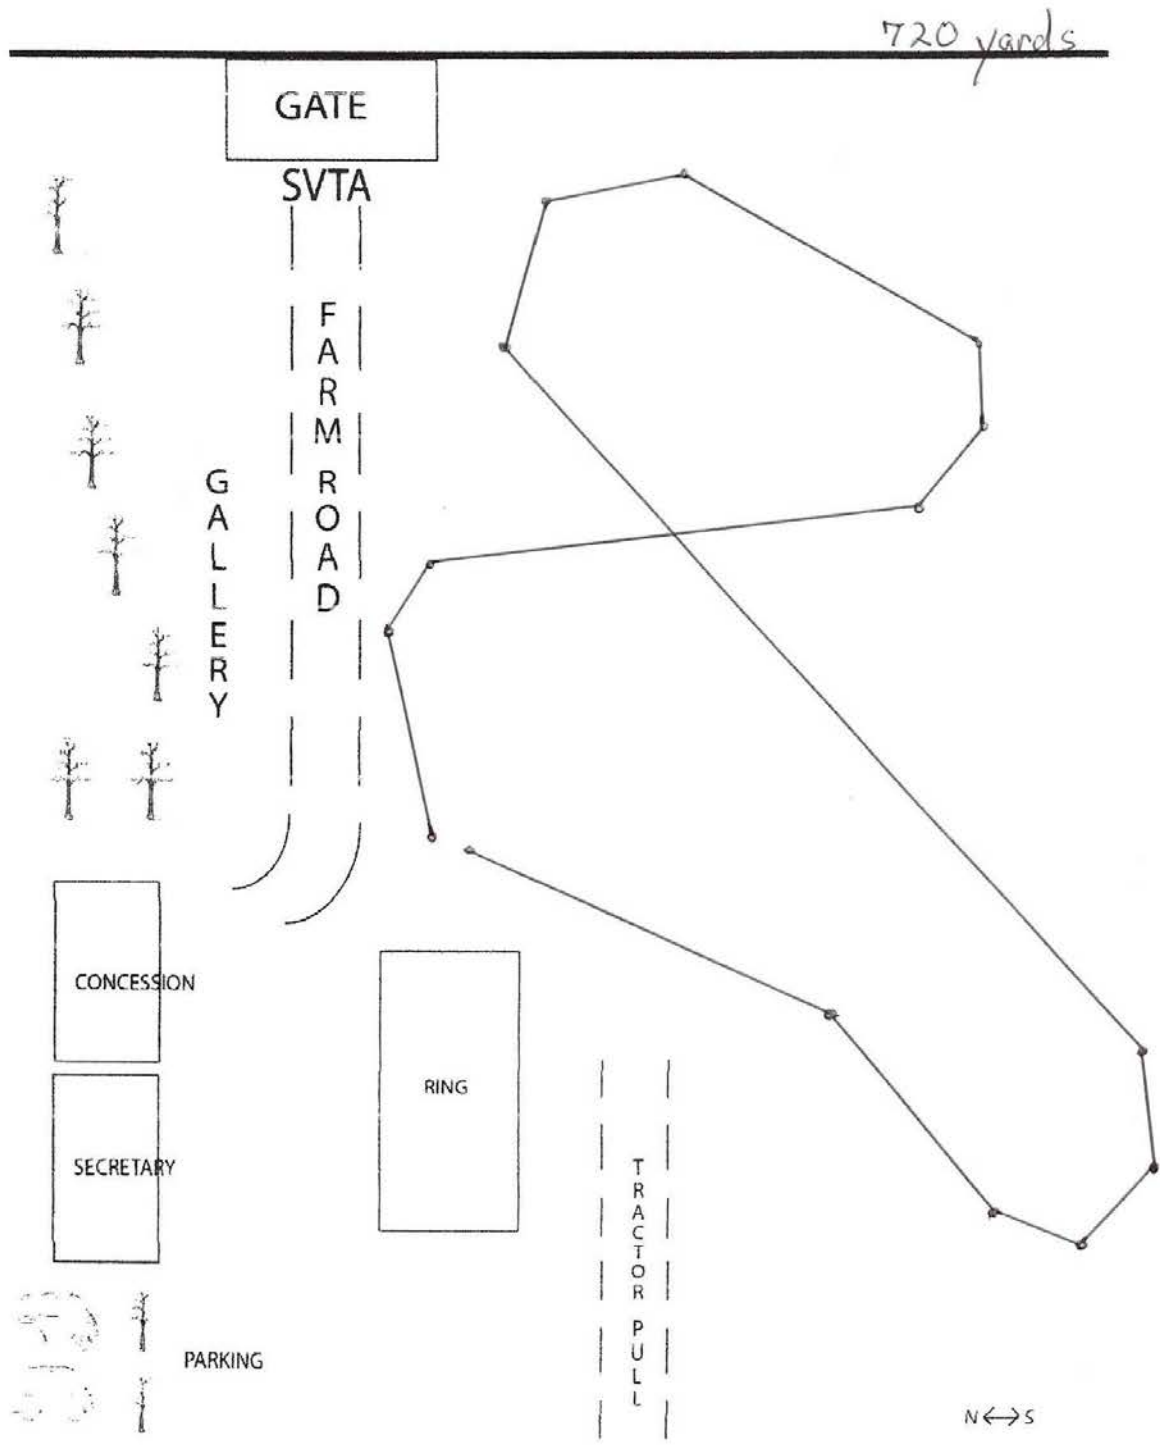 720 yards
GATE
SVTA
FARM ROAD
GALLERY
CONCESSION
RING
SECRETARY
TRACTOR PULL
PARKING
N↔S